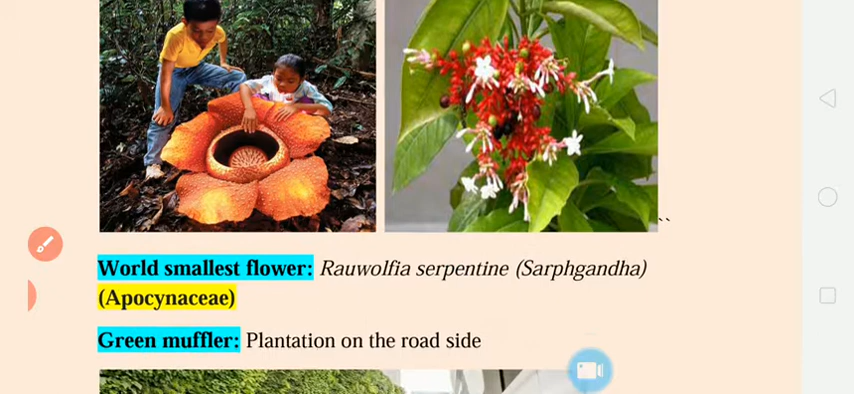 ``
World smallest flower: Rauwolfia serpentine (Sarphgandha)
(Apocynaceae)
Green muffler: Plantation on the road side